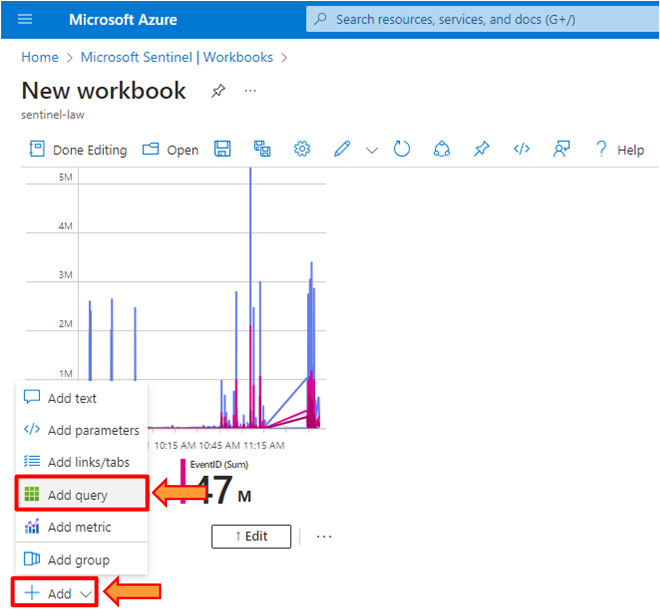 Microsoft Azure
Search resources, services, and docs (G+/)
Home > Microsoft Sentinel | Workbooks >
New workbook
...
sentinel-law
Done Editing
Open
</>
? Help
5M
4M
3M
2M
1M
10:15 AM 10:45 AM 11:15 AM
Add text
</> Add parameters
Add links/tabs
Add query
Add metric
Add group
+ Add
EventID (Sum)
47 M
↑ Edit
...